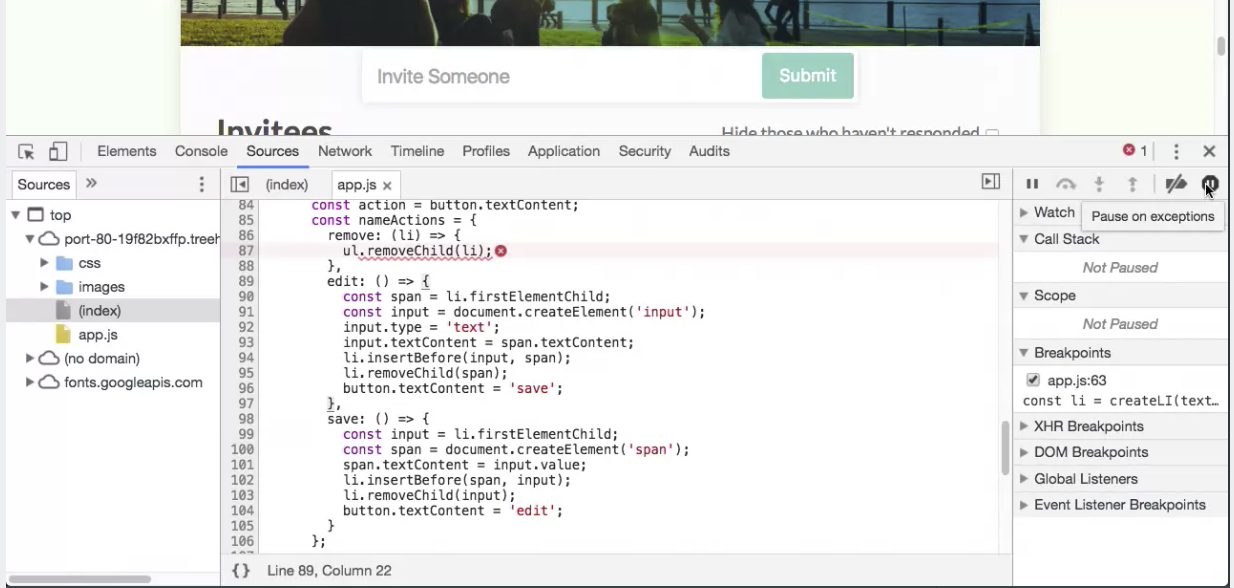 Invite Someone
Submit
Invitees
Hide those who haven't responded
Elements Console Sources Network Timeline Profiles Application Security Audits 1
Sources »
(index) app.js ×
Pause on exceptions
top
port-80-19f82bxffp.treeh
css
images
(index)
app.js
(no domain)
fonts.googleapis.com
84 const action = button.textContent;
85 const nameActions = {
86 remove: (li) => {
87 ul.removeChild(li);
88 },
89 edit: () => {
90 const span = li.firstElementChild;
91 const input = document.createElement('input');
92 input.type = 'text';
93 input.textContent = span.textContent;
94 li.insertBefore(input, span);
95 li.removeChild(span);
96 button.textContent = 'save';
97 },
98 save: () => {
99 const input = li.firstElementChild;
100 const span = document.createElement('span');
101 span.textContent = input.value;
102 li.insertBefore(span, input);
103 li.removeChild(input);
104 button.textContent = 'edit';
105 }
106 };
{} Line 89, Column 22
Watch
Call Stack
Not Paused
Scope
Not Paused
Breakpoints
app.js:63
const li = createLI(text…
XHR Breakpoints
DOM Breakpoints
Global Listeners
Event Listener Breakpoints